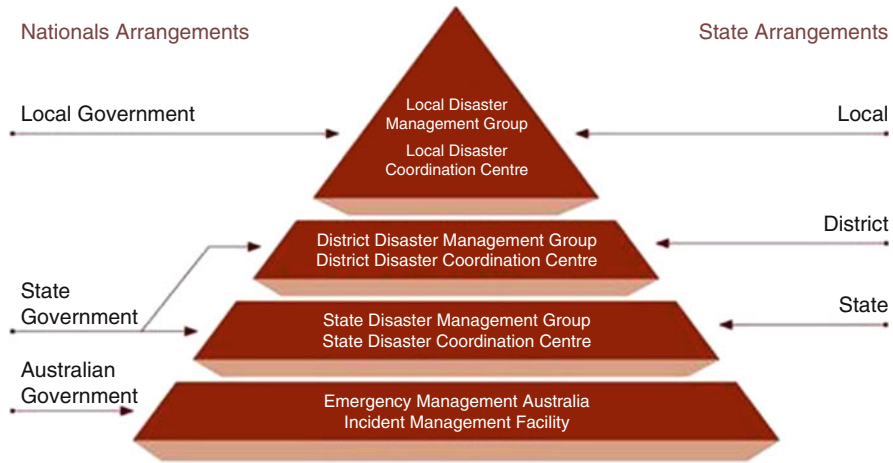 Nationals Arrangements
State Arrangements
Local Government
Local Disaster
Management Group
Local Disaster
Coordination Centre
Local
District Disaster Management Group
District Disaster Coordination Centre
District
State
Government
State Disaster Management Group
State Disaster Coordination Centre
State
Australian
Government
Emergency Management Australia
Incident Management Facility